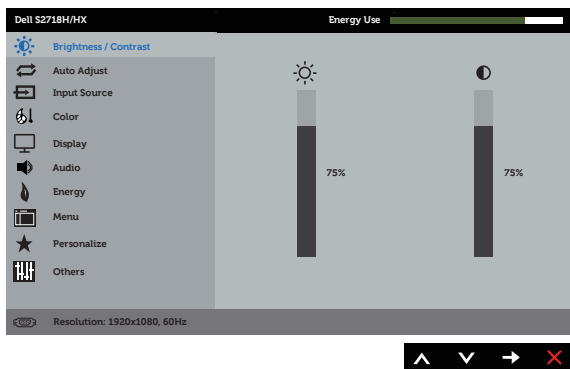 Dell S2718H/HX
Energy Use
Brightness / Contrast
Auto Adjust
Input Source
Color
Display
Audio
Energy
Menu
Personalize
Others
75%
75%
Resolution: 1920x1080, 60Hz